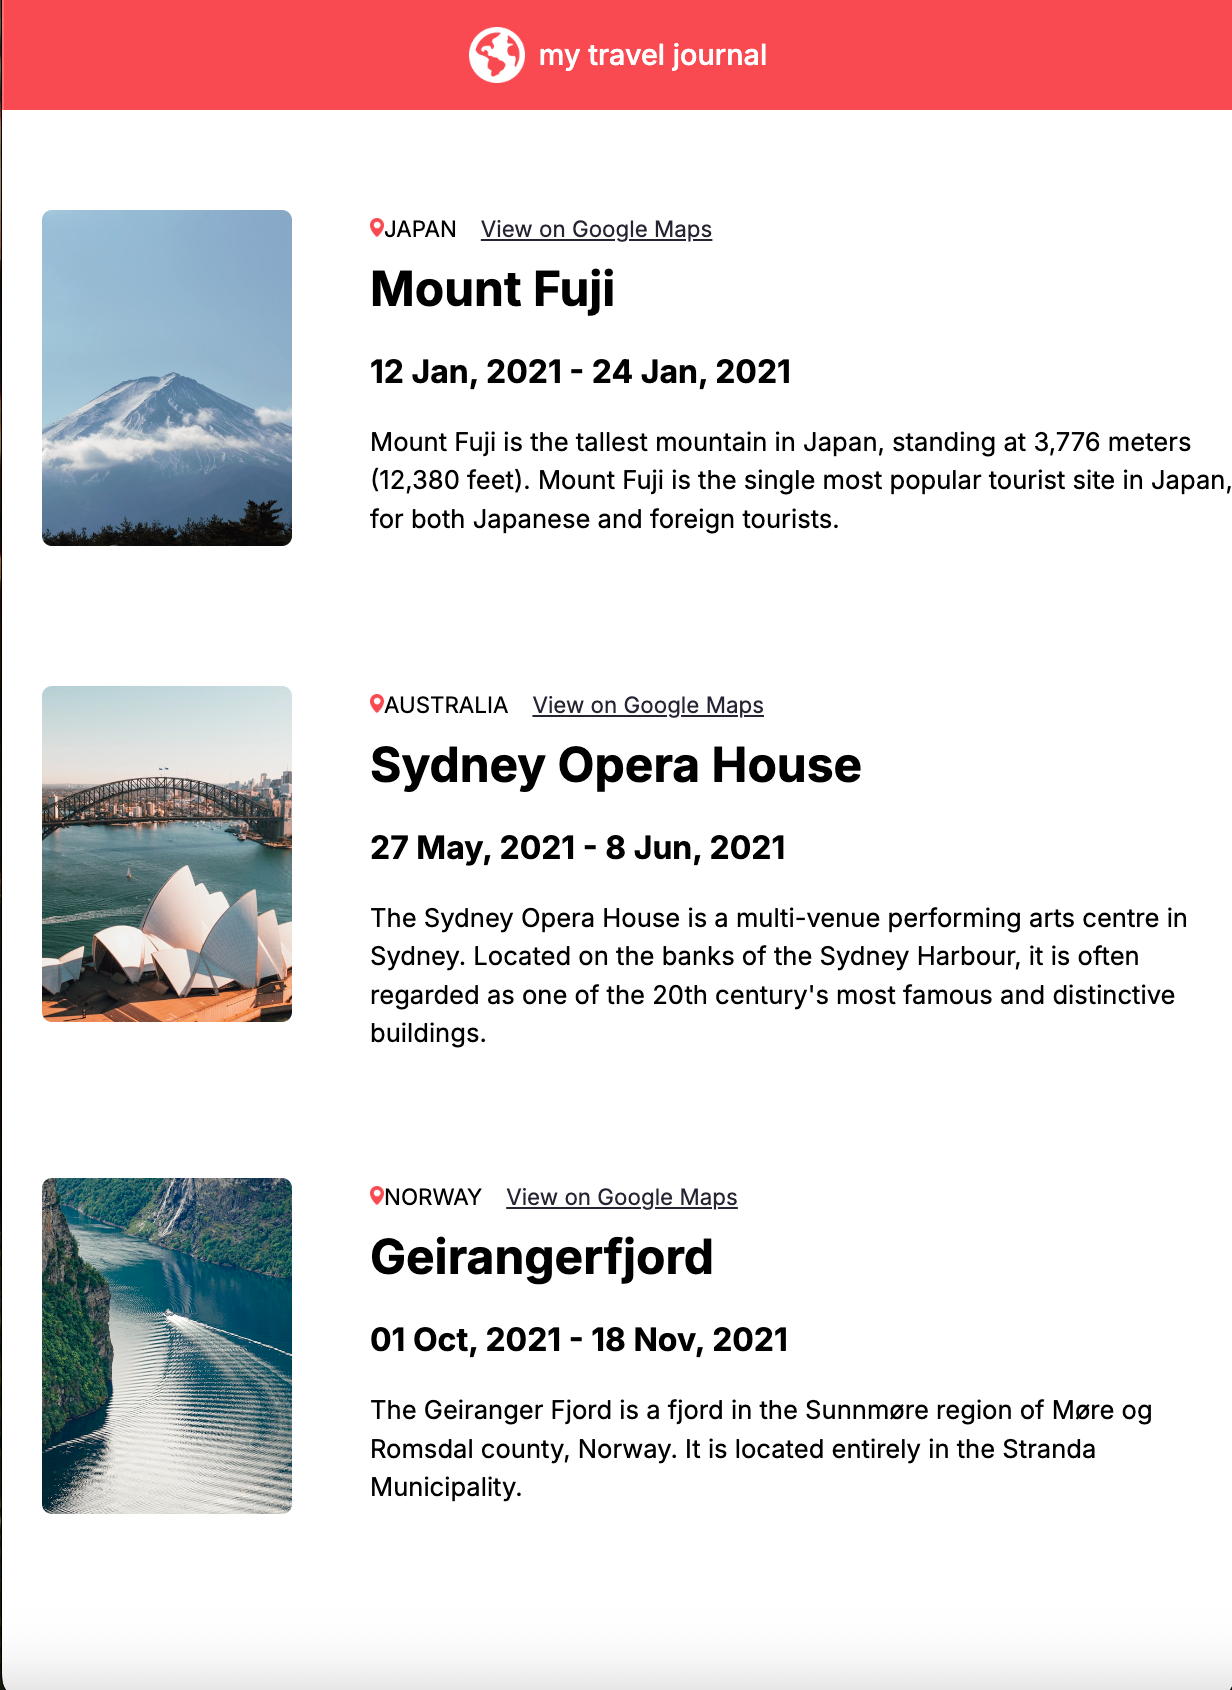 my travel journal
JAPAN View on Google Maps
Mount Fuji
12 Jan, 2021 - 24 Jan, 2021
Mount Fuji is the tallest mountain in Japan, standing at 3,776 meters
(12,380 feet). Mount Fuji is the single most popular tourist site in Japan,
for both Japanese and foreign tourists.
AUSTRALIA View on Google Maps
Sydney Opera House
27 May, 2021 - 8 Jun, 2021
The Sydney Opera House is a multi-venue performing arts centre in
Sydney. Located on the banks of the Sydney Harbour, it is often
regarded as one of the 20th century's most famous and distinctive
buildings.
NORWAY View on Google Maps
Geirangerfjord
01 Oct, 2021 - 18 Nov, 2021
The Geiranger Fjord is a fjord in the Sunnmøre region of Møre og
Romsdal county, Norway. It is located entirely in the Stranda
Municipality.